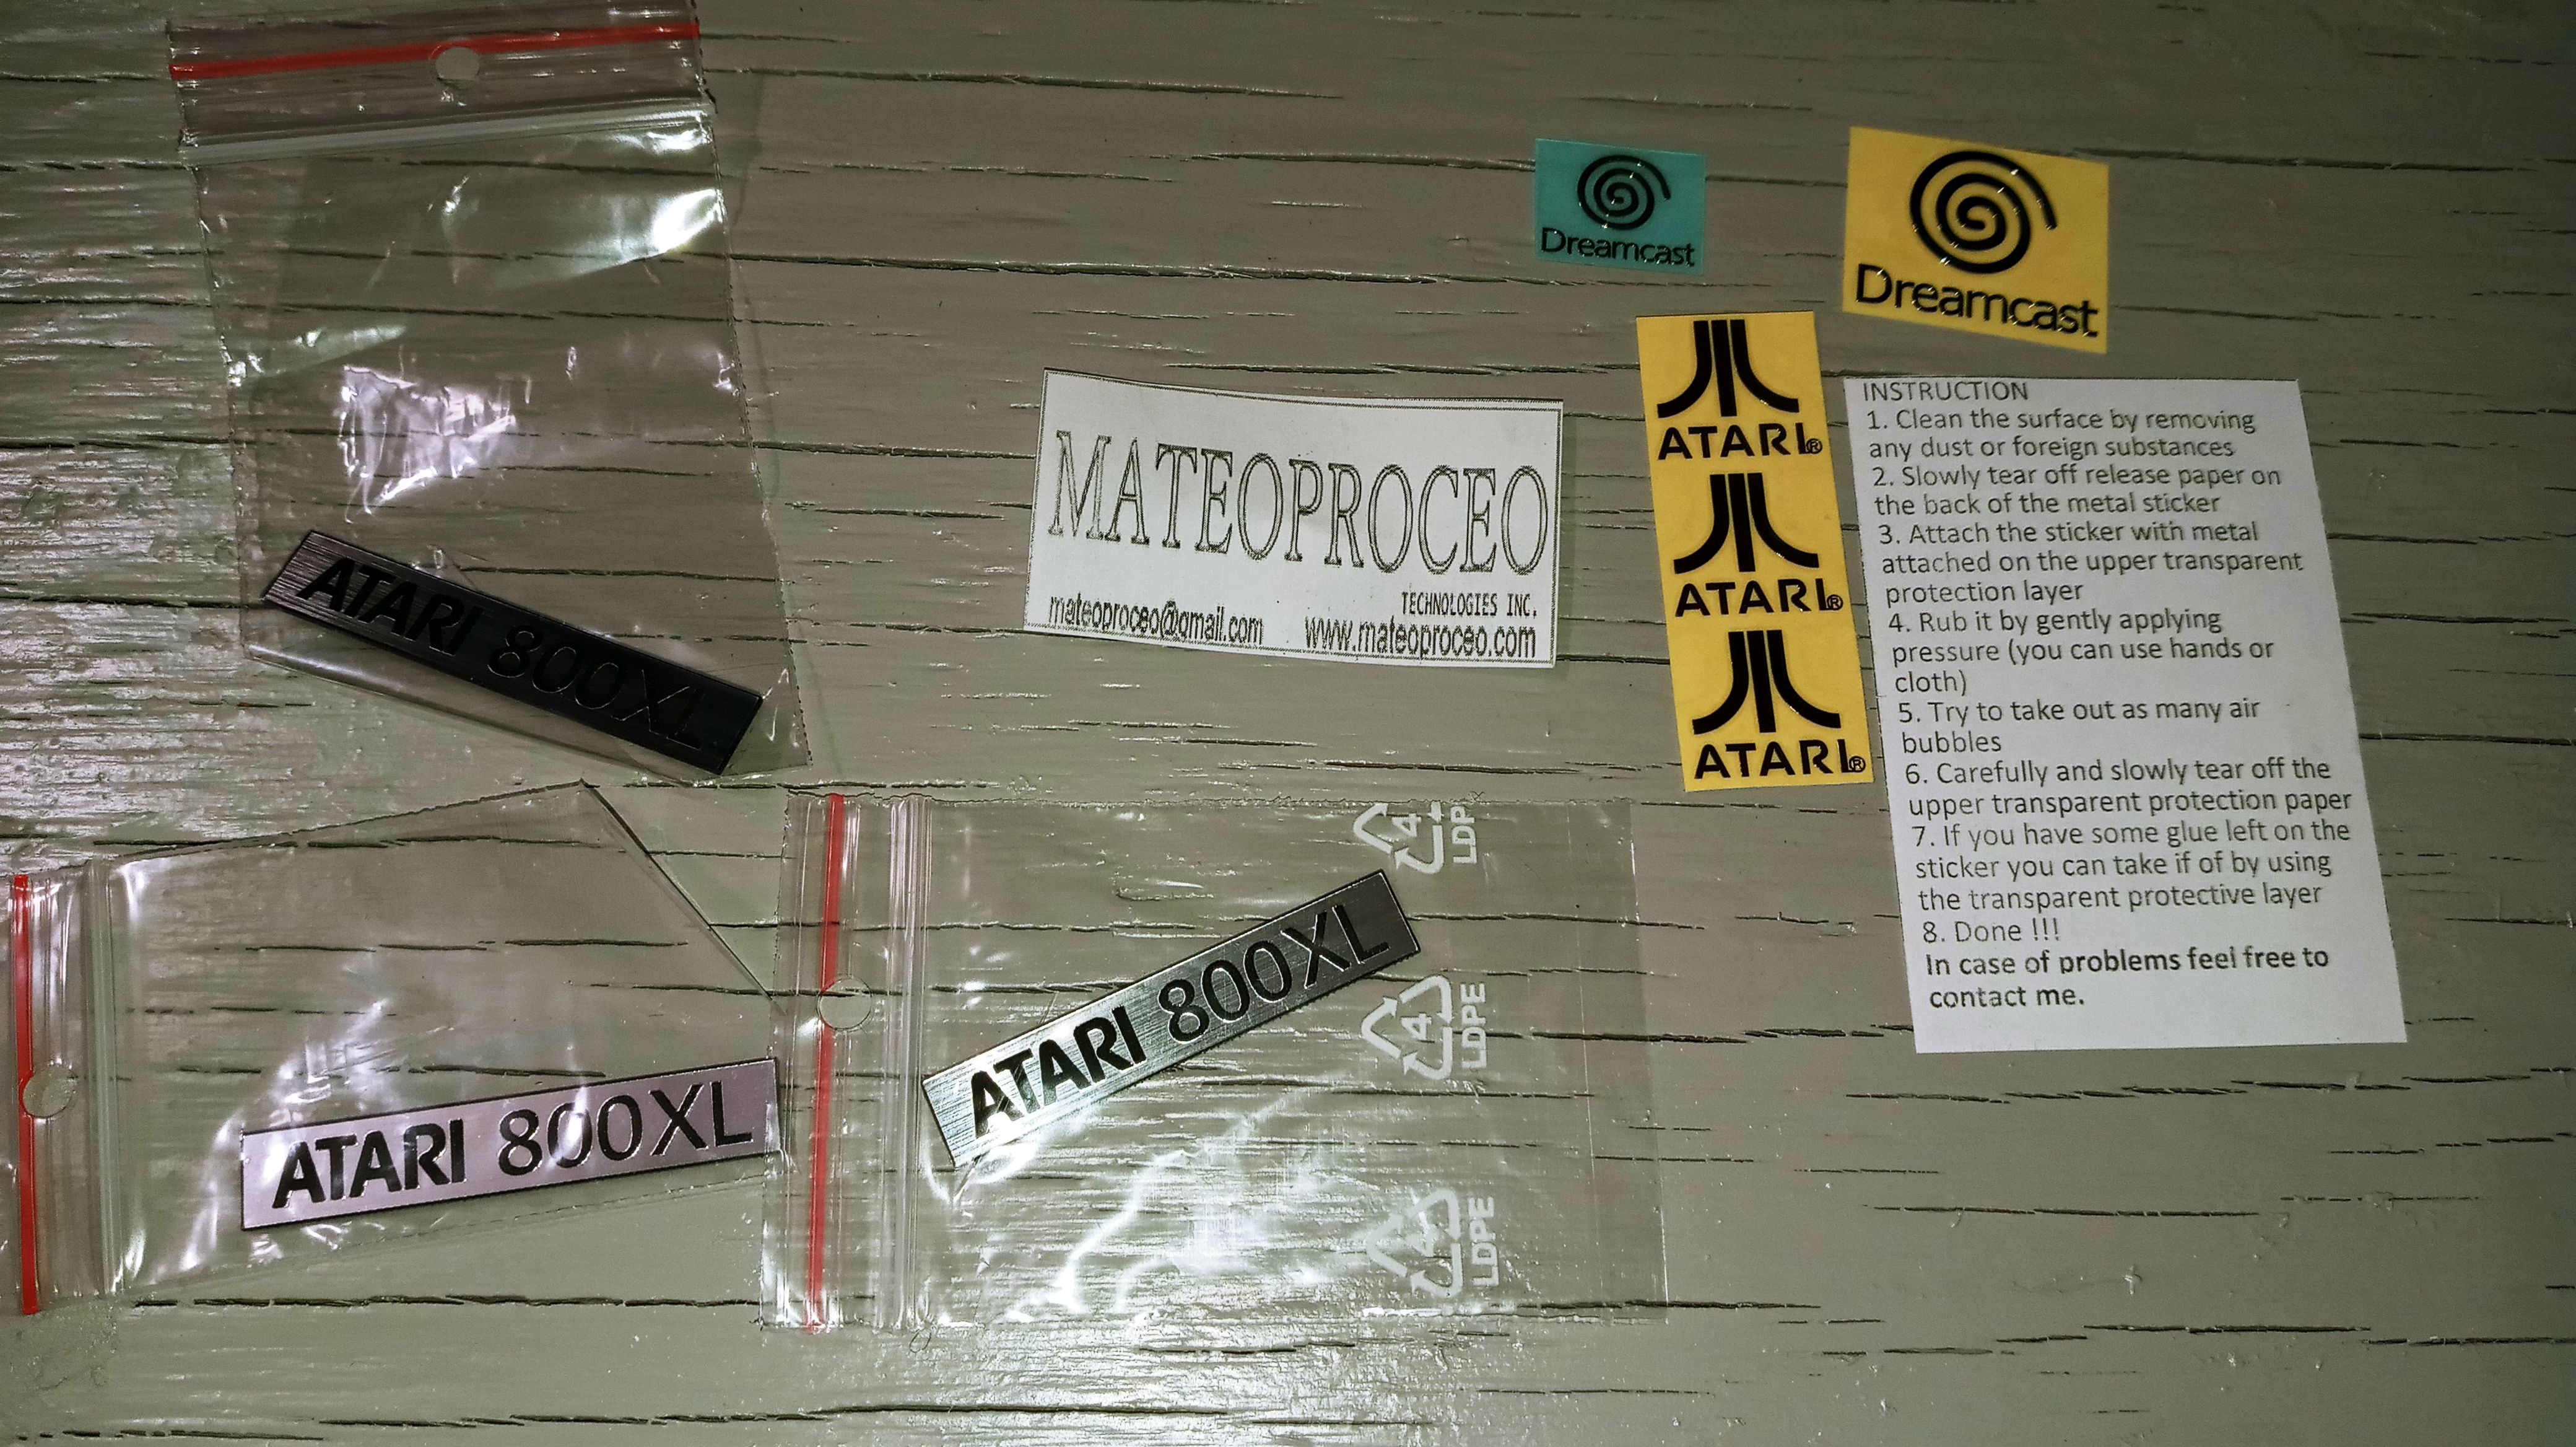 Dreamcast
Dreamcast
ATARI®
ATARI®
ATARI®
MATEOPROCEO
TECHNOLOGIES INC.
mateoproceo@gmail.com www.mateoproceo.com
INSTRUCTION
1. Clean the surface by removing
any dust or foreign substances
2. Slowly tear off release paper on
the back of the metal sticker
3. Attach the sticker with metal
attached on the upper transparent
protection layer
4. Rub it by gently applying
pressure (you can use hands or
cloth)
5. Try to take out as many air
bubbles
6. Carefully and slowly tear off the
upper transparent protection paper
7. If you have some glue left on the
sticker you can take if of by using
the transparent protective layer
8. Done !!!
In case of problems feel free to
contact me.
ATARI 800XL
ATARI 800XL
ATARI 800XL
4
LDP
4
LDPE
4
LDPE